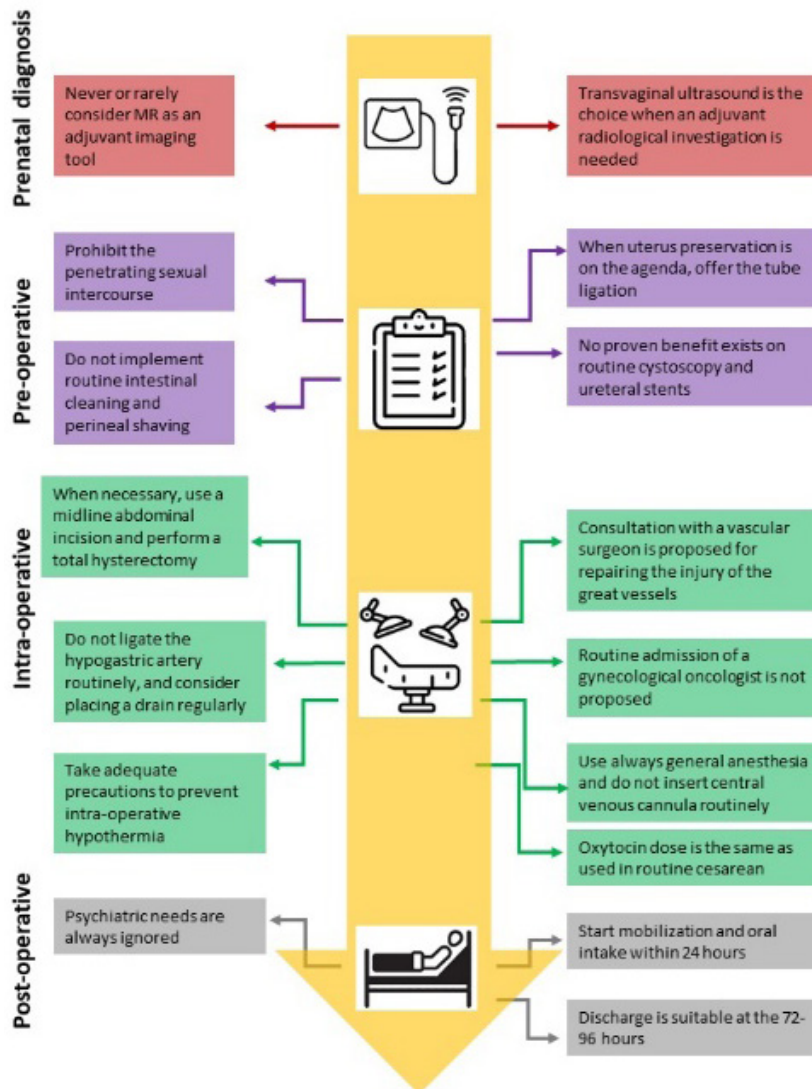 Prenatal diagnosis
Never or rarely
consider MR as an
adjuvant imaging
tool
Transvaginal ultrasound is the
choice when an adjuvant
radiological investigation is
needed
Pre-operative
Prohibit the
penetrating sexual
intercourse
When uterus preservation is
on the agenda, offer the tube
ligation
Do not implement
routine intestinal
cleaning and
perineal shaving
No proven benefit exists on
routine cystoscopy and
ureteral stents
Intra-operative
When necessary, use a
midline abdominal
incision and perform a
total hysterectomy
Consultation with a vascular
surgeon is proposed for
repairing the injury of the
great vessels
Do not ligate the
hypogastric artery
routinely, and consider
placing a drain regularly
Routine admission of a
gynecological oncologist is not
proposed
Take adequate
precautions to prevent
intra-operative
hypothermia
Use always general anesthesia
and do not insert central
venous cannula routinely
Oxytocin dose is the same as
used in routine cesarean
Post-operative
Psychiatric needs are
always ignored
Start mobilization and oral
intake within 24 hours
Discharge is suitable at the 72-
96 hours